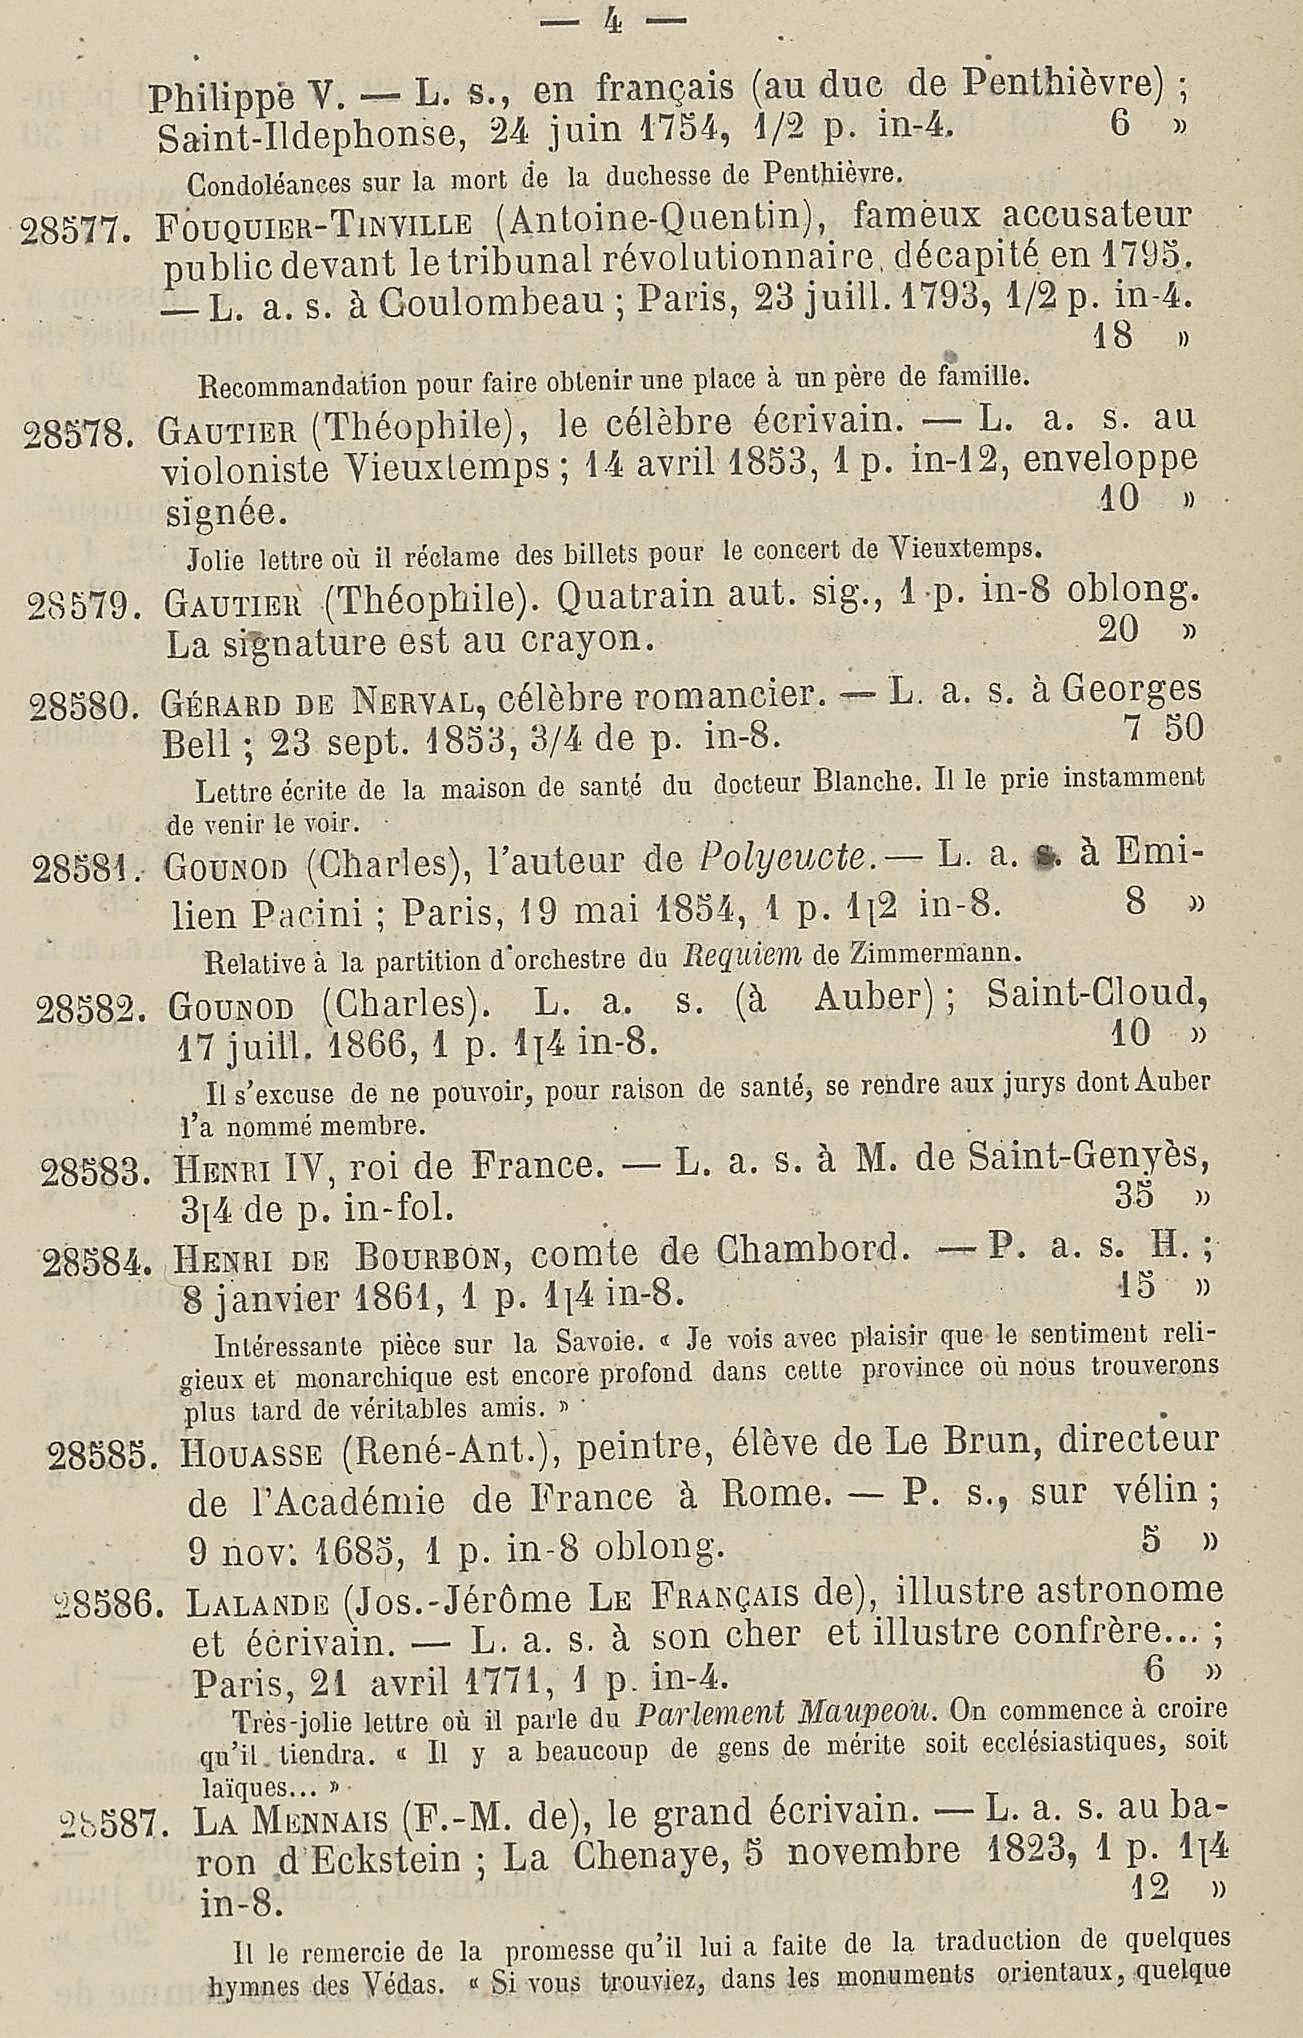 — 4 —
Philippe V. — L. s., en français (au duc de Penthièvre) ;
Saint-Ildephonse, 24 juin 1754, 1/2 p. in-4. 6 »
Condoléances sur la mort de la duchesse de Penthièvre.
28577. FOUQUIER-TINVILLE (Antoine-Quentin), fameux accusateur
public devant le tribunal révolutionnaire, décapité en 1795.
— L. a. s. à Coulombeau ; Paris, 23 juill. 1793, 1/2 p. in-4.
18 »
Recommandation pour faire obtenir une place à un père de famille.
28578. GAUTIER (Théophile), le célèbre écrivain. — L. a. s. au
violoniste Vieuxtemps ; 14 avril 1853, 1 p. in-12, enveloppe
signée. 10 »
Jolie lettre où il réclame des billets pour le concert de Vieuxtemps.
28579. GAUTIER (Théophile). Quatrain aut. sig., 1 p. in-8 oblong.
La signature est au crayon. 20 »
28580. GÉRARD DE NERVAL, célèbre romancier. — L. a. s. à Georges
Bell ; 23 sept. 1853, 3/4 de p. in-8. 7 50
Lettre écrite de la maison de santé du docteur Blanche. Il le prie instamment
de venir le voir.
28581. GOUNOD (Charles), l'auteur de Polyeucte. — L. a. s. à Emi-
lien Pacini ; Paris, 19 mai 1854, 1 p. 1|2 in-8. 8 »
Relative à la partition d'orchestre du Requiem de Zimmermann.
28582. GOUNOD (Charles). L. a. s. (à Auber) ; Saint-Cloud,
17 juill. 1866, 1 p. 1|4 in-8. 10 »
Il s'excuse de ne pouvoir, pour raison de santé, se rendre aux jurys dont Auber
l'a nommé membre.
28583. HENRI IV, roi de France. — L. a. s. à M. de Saint-Genyès,
3|4 de p. in-fol. 35 »
28584. HENRI DE BOURBON, comte de Chambord. — P. a. s. H. ;
8 janvier 1861, 1 p. 1|4 in-8. 15 »
Intéressante pièce sur la Savoie. « Je vois avec plaisir que le sentiment reli-
gieux et monarchique est encore profond dans cette province où nous trouverons
plus tard de véritables amis. »
28585. HOUASSE (René-Ant.), peintre, élève de Le Brun, directeur
de l'Académie de France à Rome. — P. s., sur vélin ;
9 nov. 1685, 1 p. in-8 oblong. 5 »
28586. LALANDE (Jos.-Jérôme LE FRANÇAIS de), illustre astronome
et écrivain. — L. a. s. à son cher et illustre confrère... ;
Paris, 21 avril 1771, 1 p. in-4. 6 »
Très-jolie lettre où il parle du Parlement Maupeou. On commence à croire
qu'il tiendra. « Il y a beaucoup de gens de mérite soit ecclésiastiques, soit
laïques... »
28587. LA MENNAIS (F.-M. de), le grand écrivain. — L. a. s. au ba-
ron d'Eckstein ; La Chenaye, 5 novembre 1823, 1 p. 1|4
in-8. 12 »
Il le remercie de la promesse qu'il lui a faite de la traduction de quelques
hymnes des Védas. « Si vous trouviez, dans les monuments orientaux, quelque